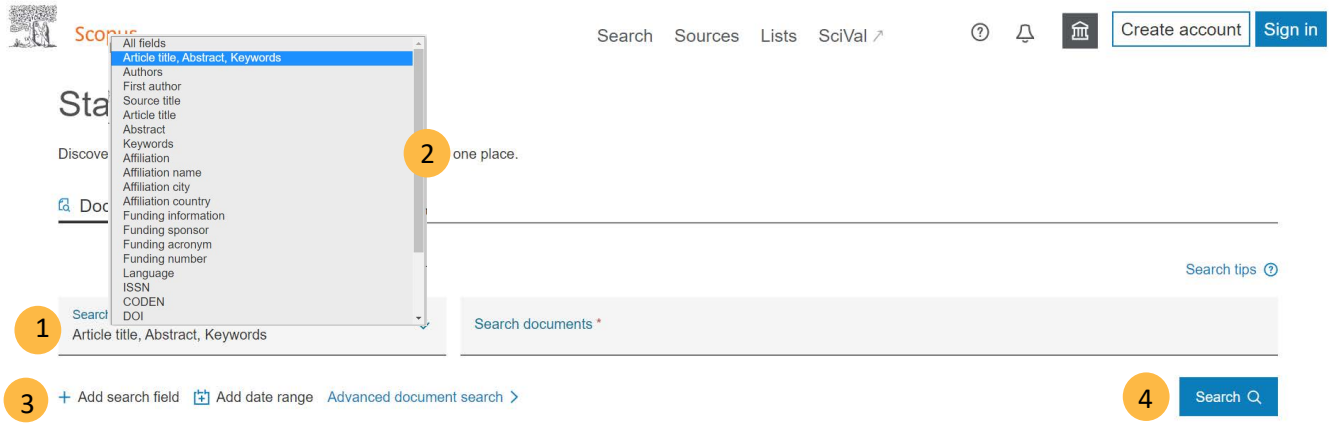 Scopus
Search Sources Lists SciVal ↗
Create account Sign in
All fields
Article title, Abstract, Keywords
Authors
First author
Source title
Article title
Abstract
Keywords
Affiliation
Affiliation name
Affiliation city
Affiliation country
Funding information
Funding sponsor
Funding acronym
Funding number
Language
ISSN
CODEN
DOI
Sta
Discove
2
one place.
Doc
Search tips
1
Search
Article title, Abstract, Keywords
Search documents *
3
+ Add search field Add date range Advanced document search >
4
Search